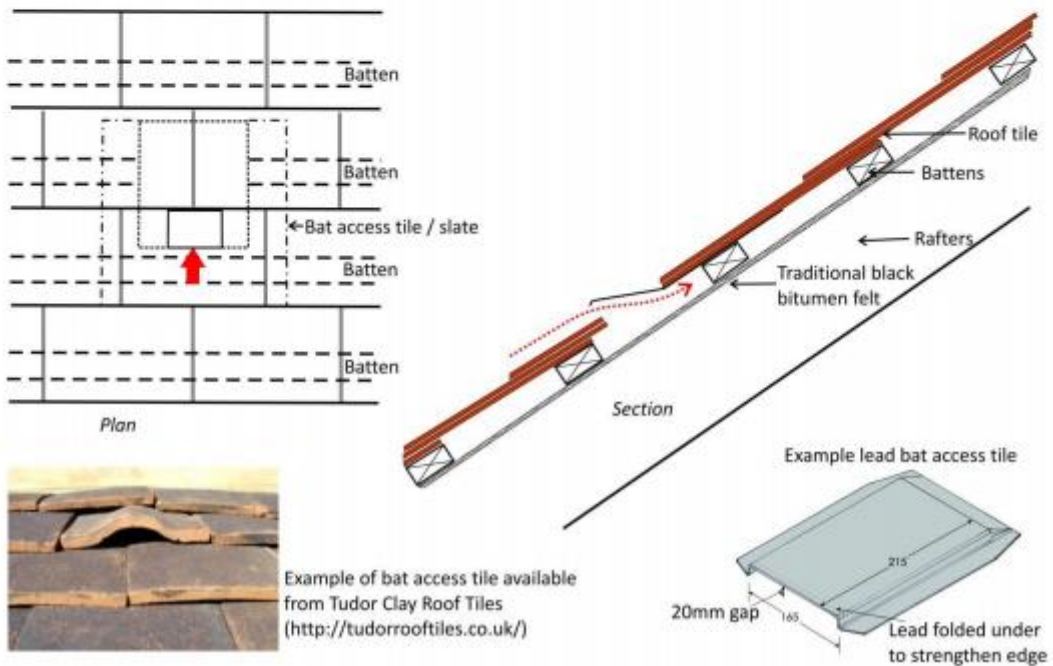 Batten
Batten
Bat access tile / slate
Batten
Batten
Plan
Roof tile
Battens
Rafters
Traditional black
bitumen felt
Section
Example of bat access tile available
from Tudor Clay Roof Tiles
(http://tudorrooftiles.co.uk/)
Example lead bat access tile
215
20mm gap
165
Lead folded under
to strengthen edge